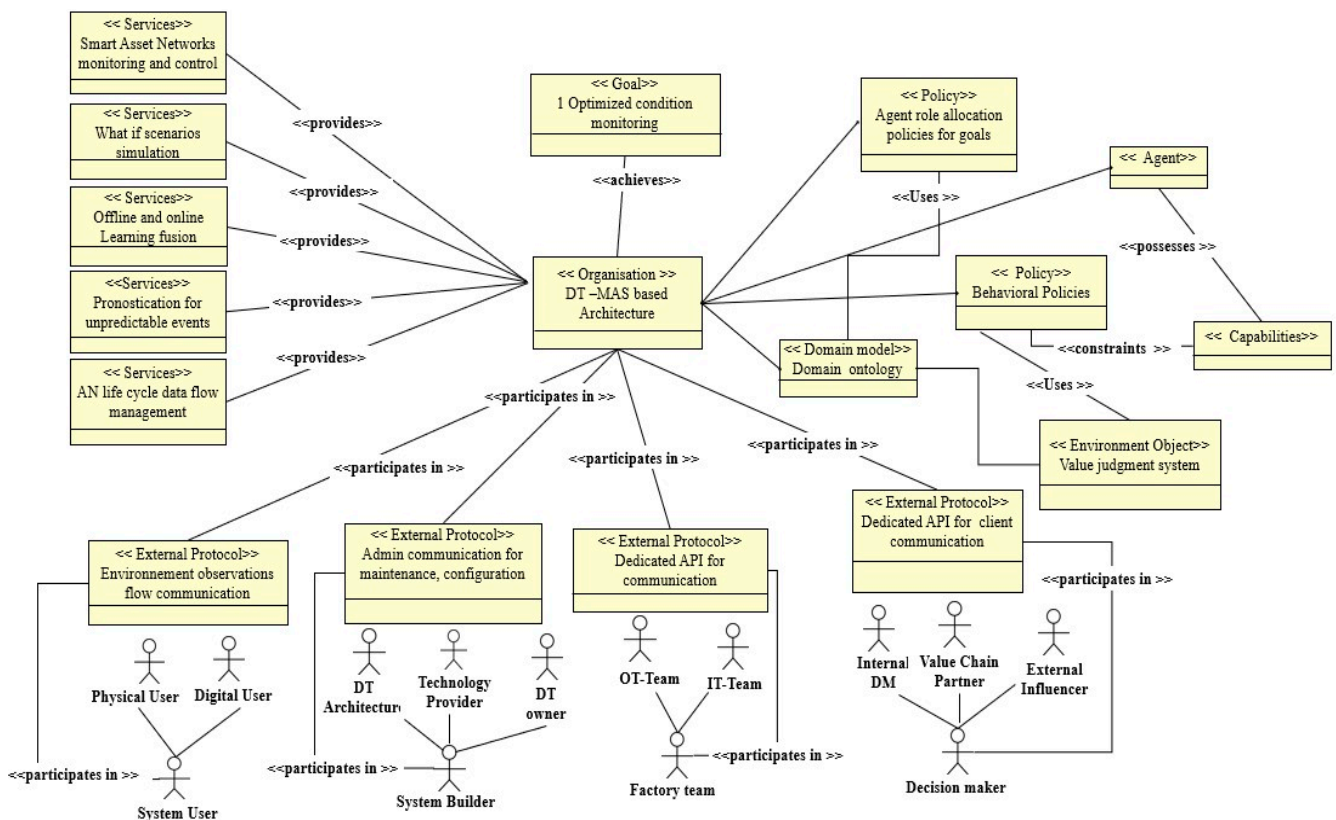 << Services>>
Smart Asset Networks
monitoring and control
<< Services>>
What if scenarios
simulation
<< Services>>
Offline and online
Learning fusion
<<Services>>
Pronostication for
unpredictable events
<< Services>>
AN life cycle data flow
management
<<provides>>
<<provides>>
<<provides>>
<<provides>>
<<provides>>
<< Goal>>
1 Optimized condition
monitoring
<<achieves>>
<< Organisation >>
DT –MAS based
Architecture
<< Policy>>
Agent role allocation
policies for goals
<<Uses >>
<< Agent>>
<<possesses >>
<< Policy>>
Behavioral Policies
<< Capabilities>>
<<constraints >>
<< Domain model>>
Domain ontology
<<Uses >>
<< Environment Object>>
Value judgment system
<<participates in >>
<<participates in >>
<<participates in >>
<<participates in >>
<< External Protocol>>
Environnement observations
flow communication
<< External Protocol>>
Admin communication for
maintenance, configuration
<< External Protocol>>
Dedicated API for
communication
<< External Protocol>>
Dedicated API for client
communication
<<participates in >>
Physical User
Digital User
<<participates in >>
System User
DT
Architecture
Technology
Provider
DT
owner
<<participates in >>
System Builder
OT-Team
IT-Team
<<participates in >>
Factory team
Internal
DM
Value Chain
Partner
External
Influencer
Decision maker